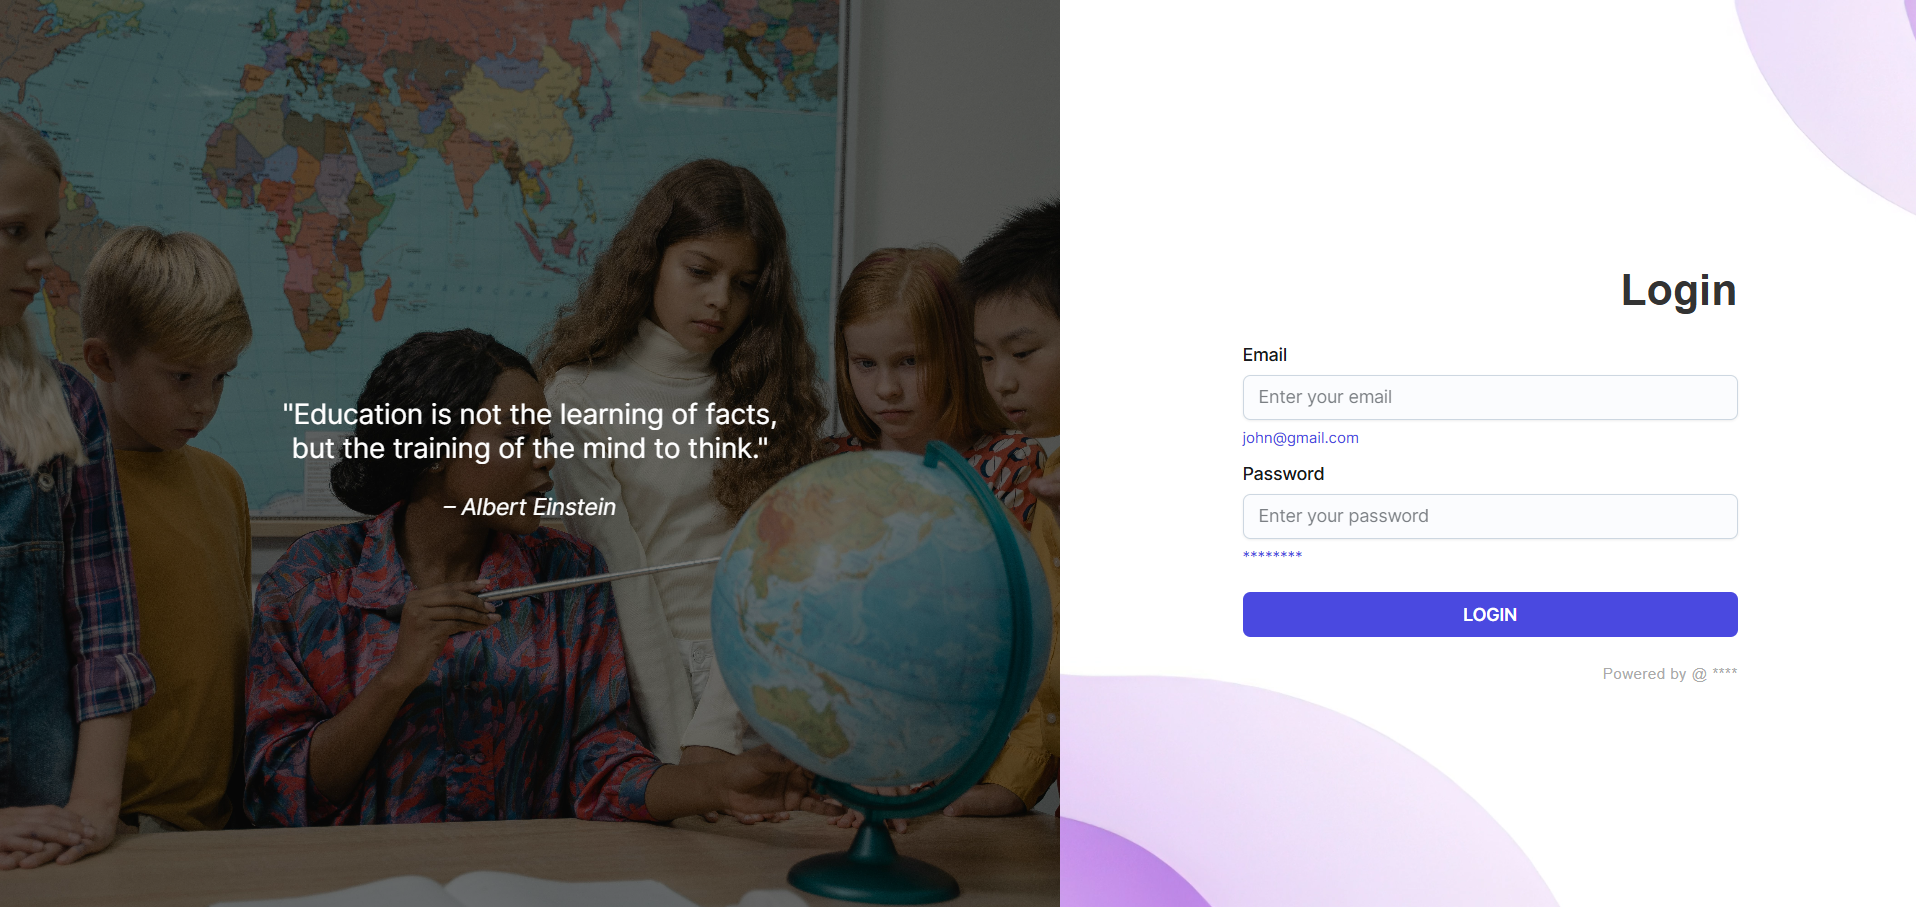 "Education is not the learning of facts,
but the training of the mind to think."
– Albert Einstein
Login
Email
Enter your email
john@gmail.com
Password
Enter your password
********
LOGIN
Powered by @ ****